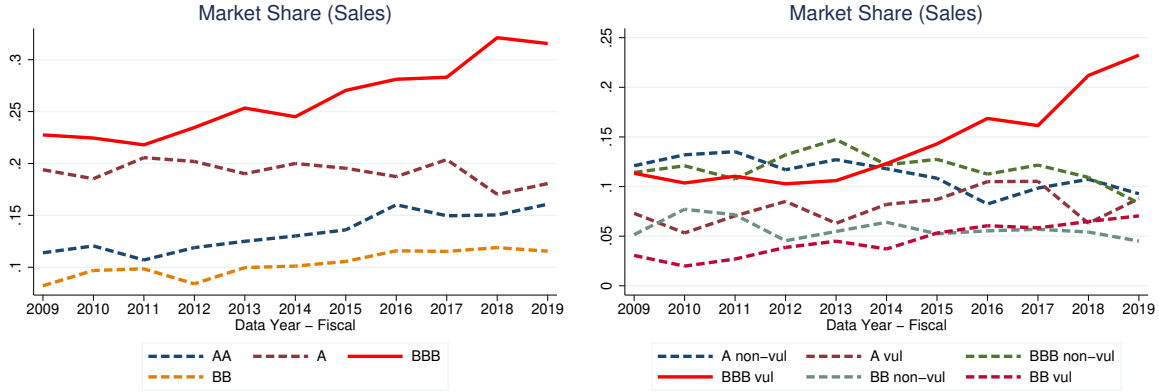 Market Share (Sales)
.3
.25
.2
.15
.1
2009 2010 2011 2012 2013 2014 2015 2016 2017 2018 2019
Data Year – Fiscal
AA A BBB
BB
Market Share (Sales)
.25
.2
.15
.1
.05
0
2009 2010 2011 2012 2013 2014 2015 2016 2017 2018 2019
Data Year – Fiscal
A non–vul A vul BBB non–vul
BBB vul BB non–vul BB vul